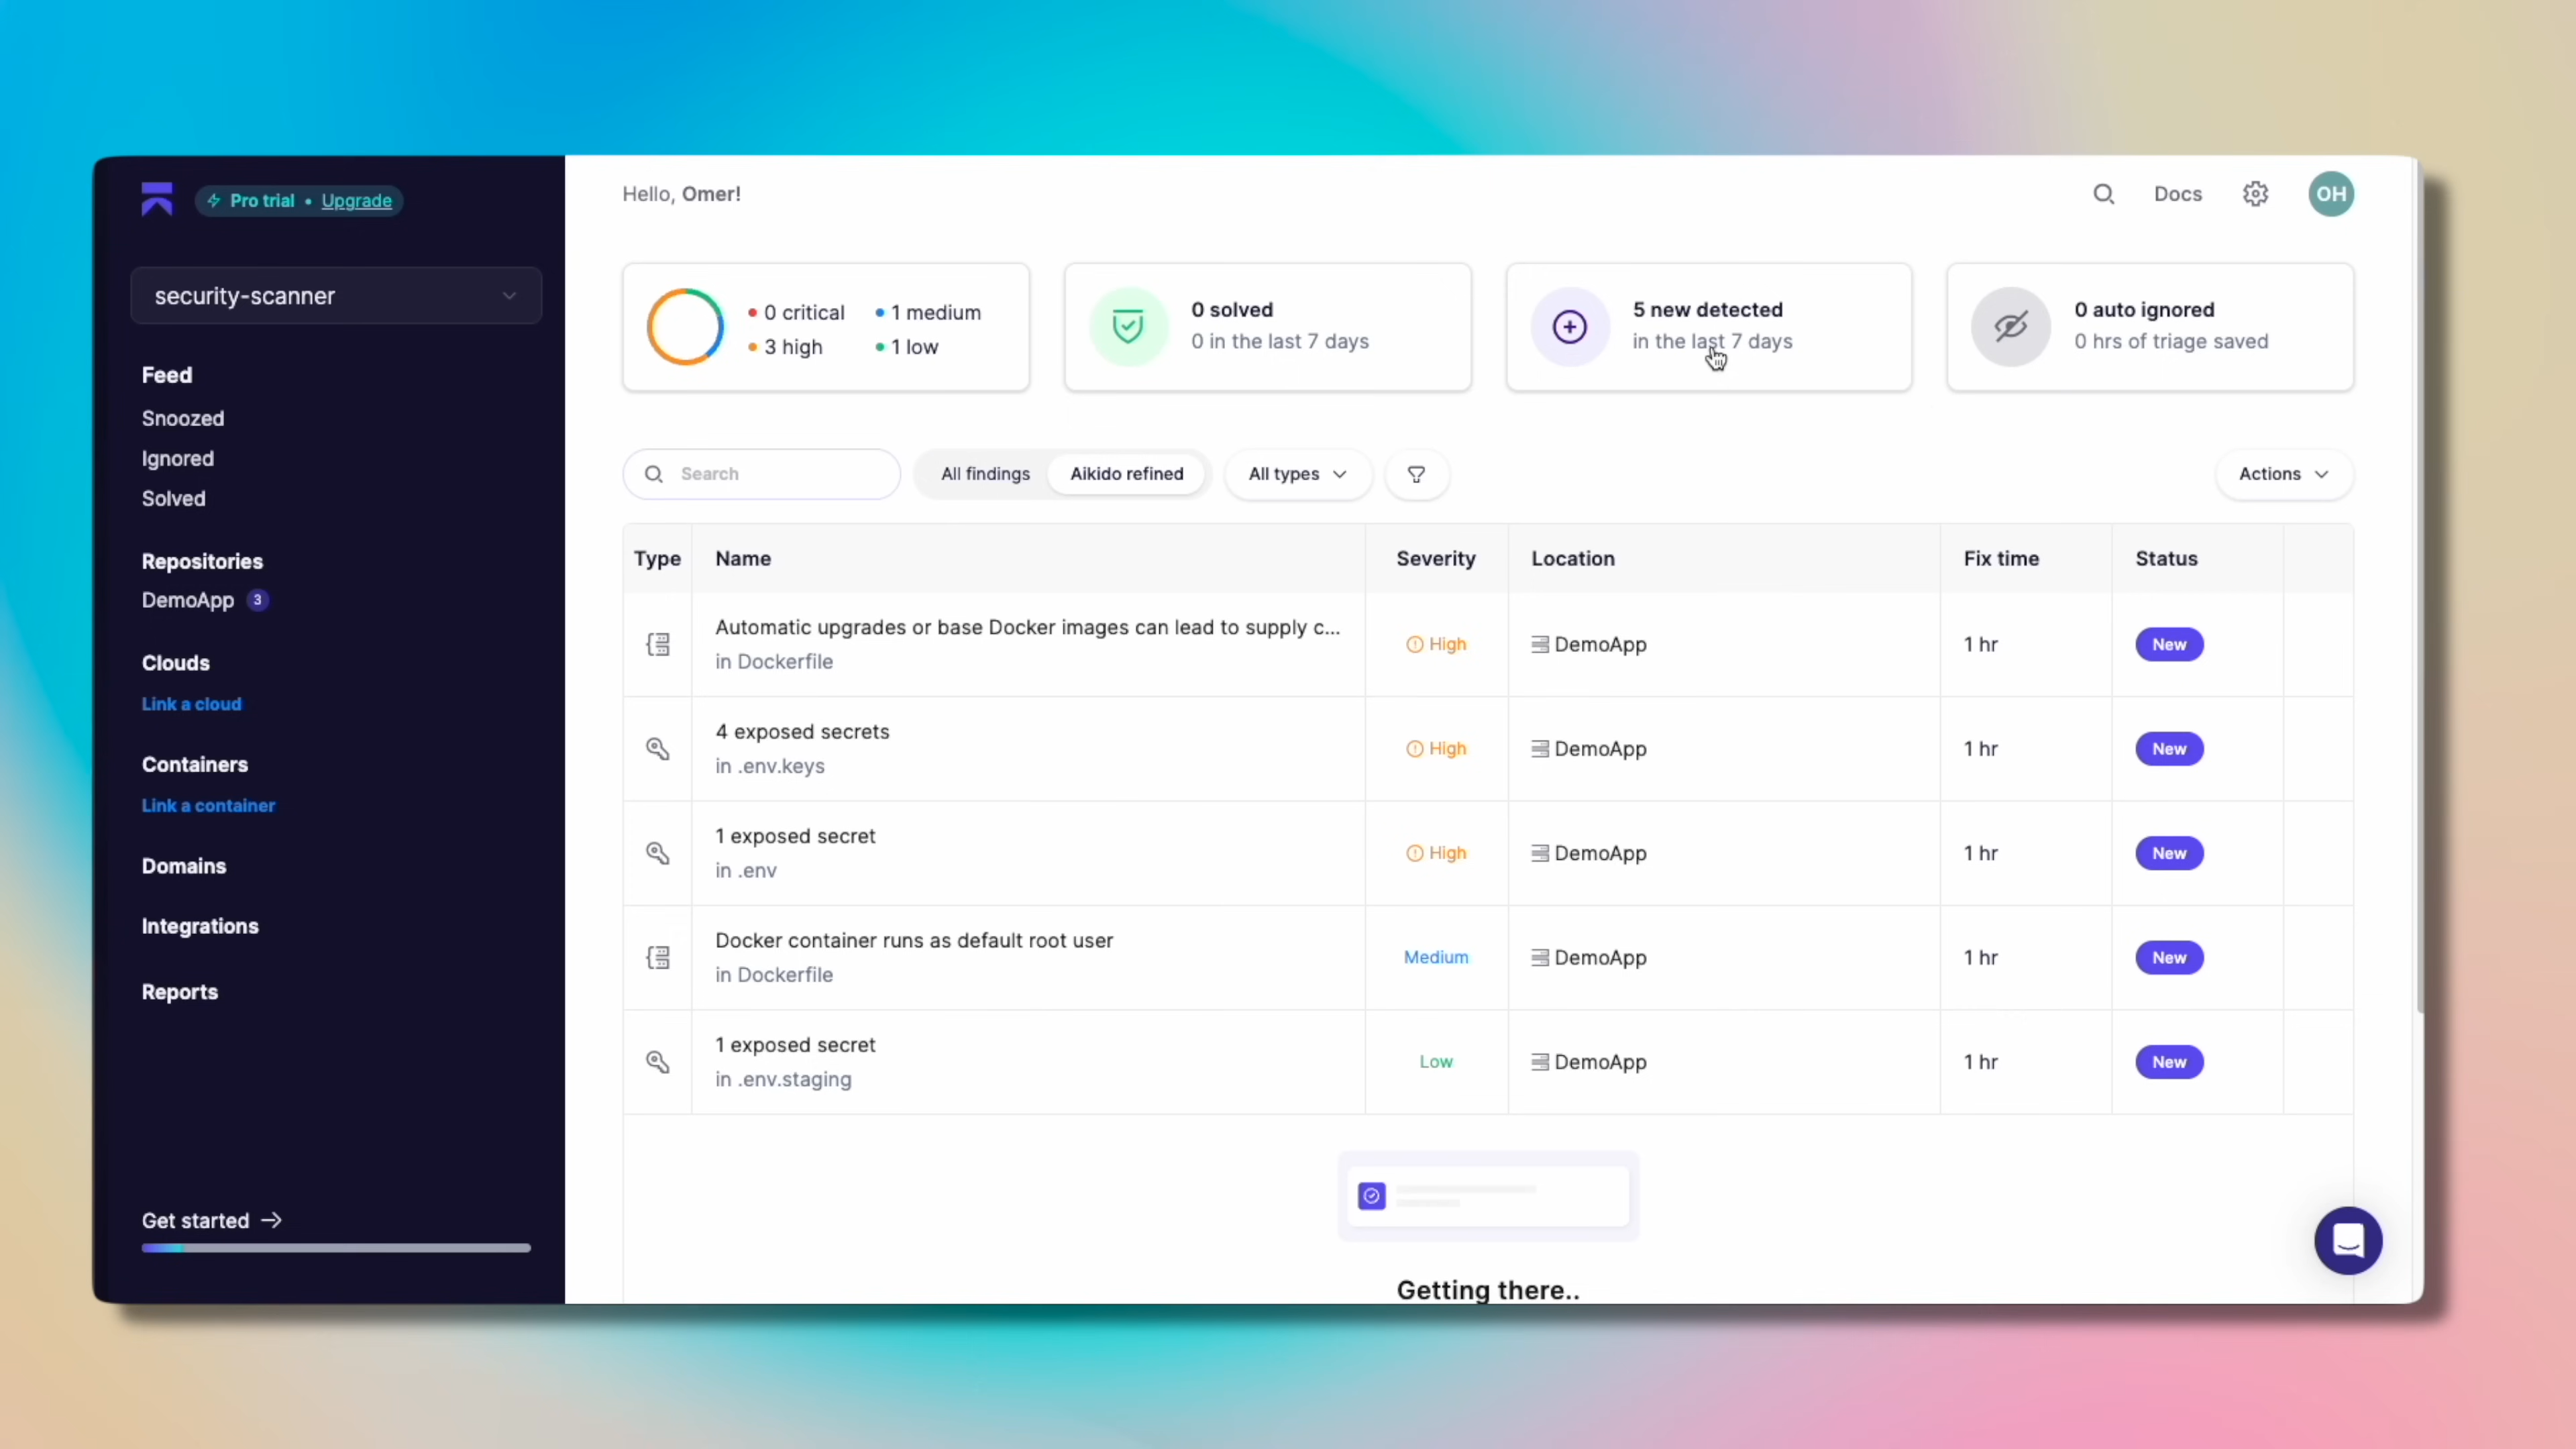 Pro trial • Upgrade
security-scanner
Feed
Snoozed
Ignored
Solved
Repositories
DemoApp 3
Clouds
Link a cloud
Containers
Link a container
Domains
Integrations
Reports
Get started
Hello, Omer!
Docs
OH
0 critical
1 medium
3 high
1 low
0 solved
0 in the last 7 days
5 new detected
in the last 7 days
0 auto ignored
0 hrs of triage saved
Search
All findings
Aikido refined
All types
Actions
Type Name Severity Location Fix time Status
Automatic upgrades or base Docker images can lead to supply c...
in Dockerfile
High
DemoApp
1 hr
New
4 exposed secrets
in .env.keys
High
DemoApp
1 hr
New
1 exposed secret
in .env
High
DemoApp
1 hr
New
Docker container runs as default root user
in Dockerfile
Medium
DemoApp
1 hr
New
1 exposed secret
in .env.staging
Low
DemoApp
1 hr
New
Getting there..